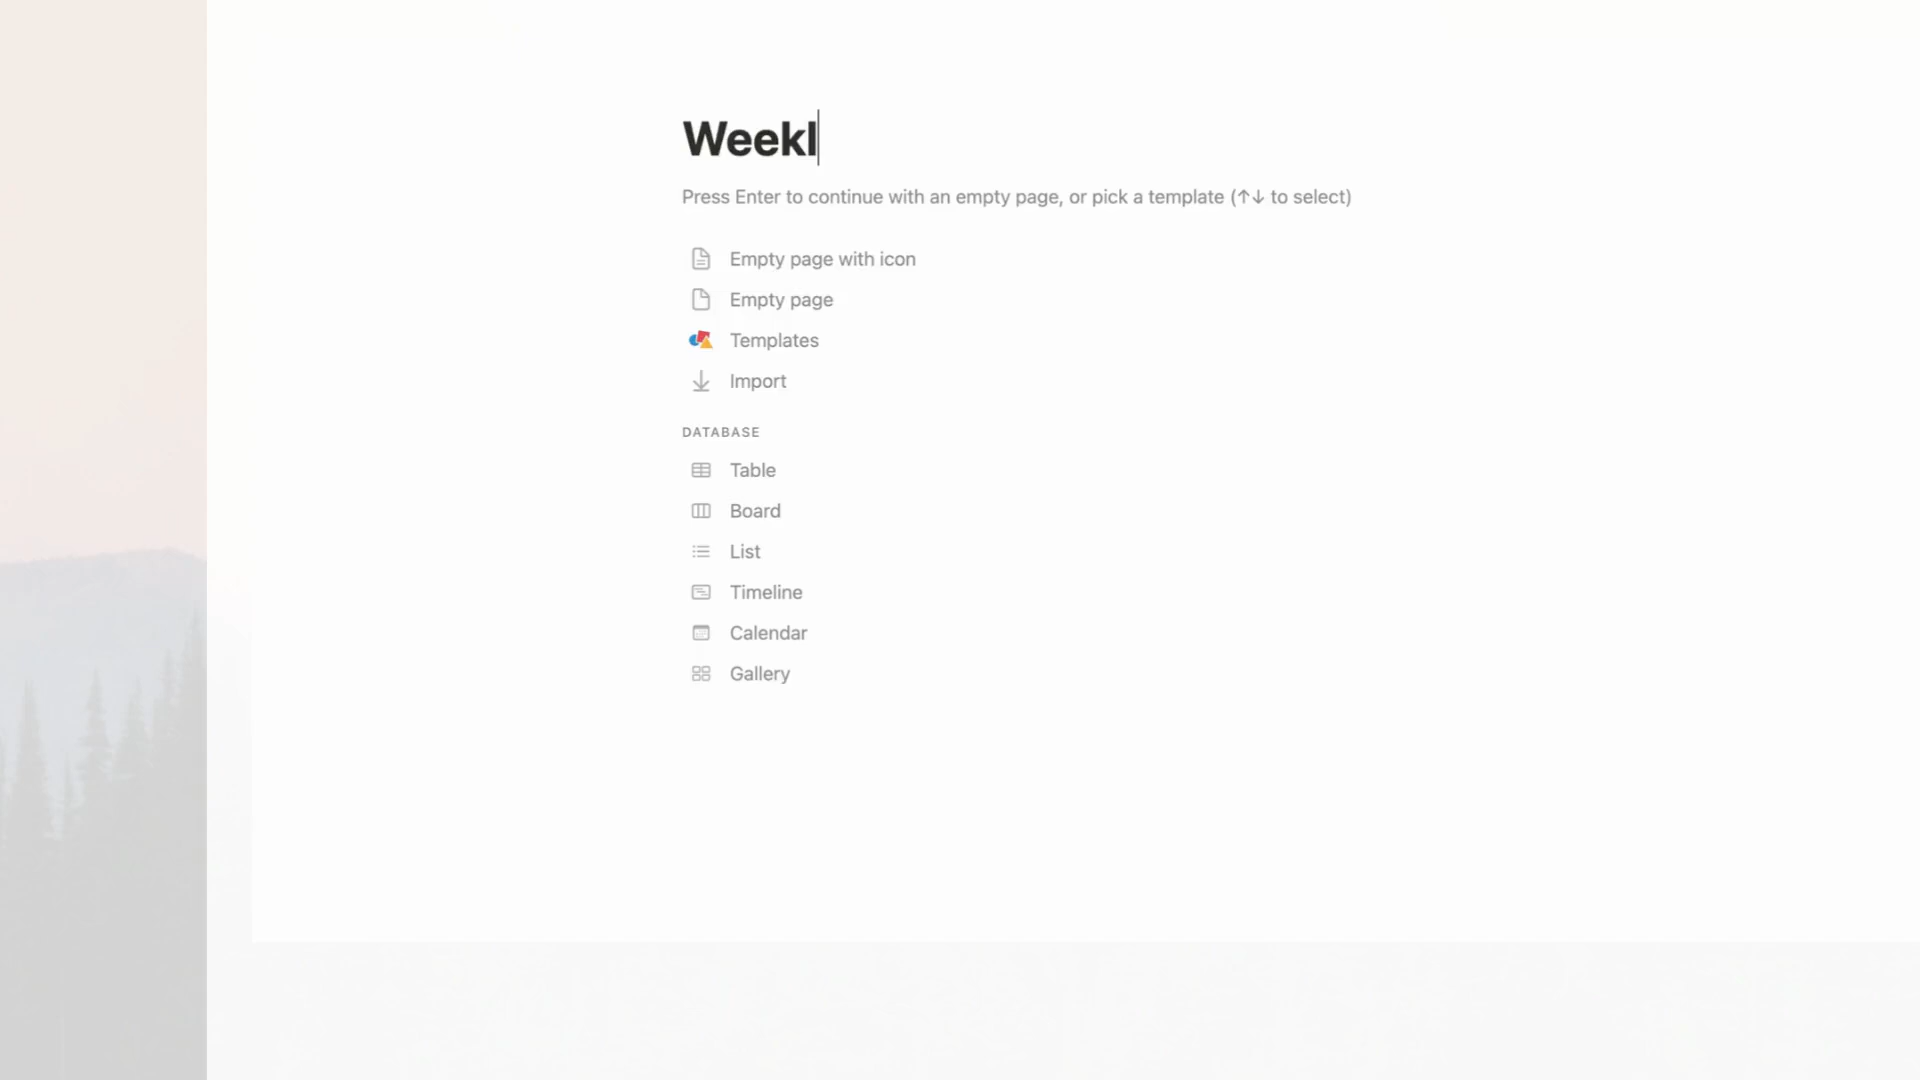 Weekl
Press Enter to continue with an empty page, or pick a template (↑↓ to select)
Empty page with icon
Empty page
Templates
Import
DATABASE
Table
Board
List
Timeline
Calendar
Gallery